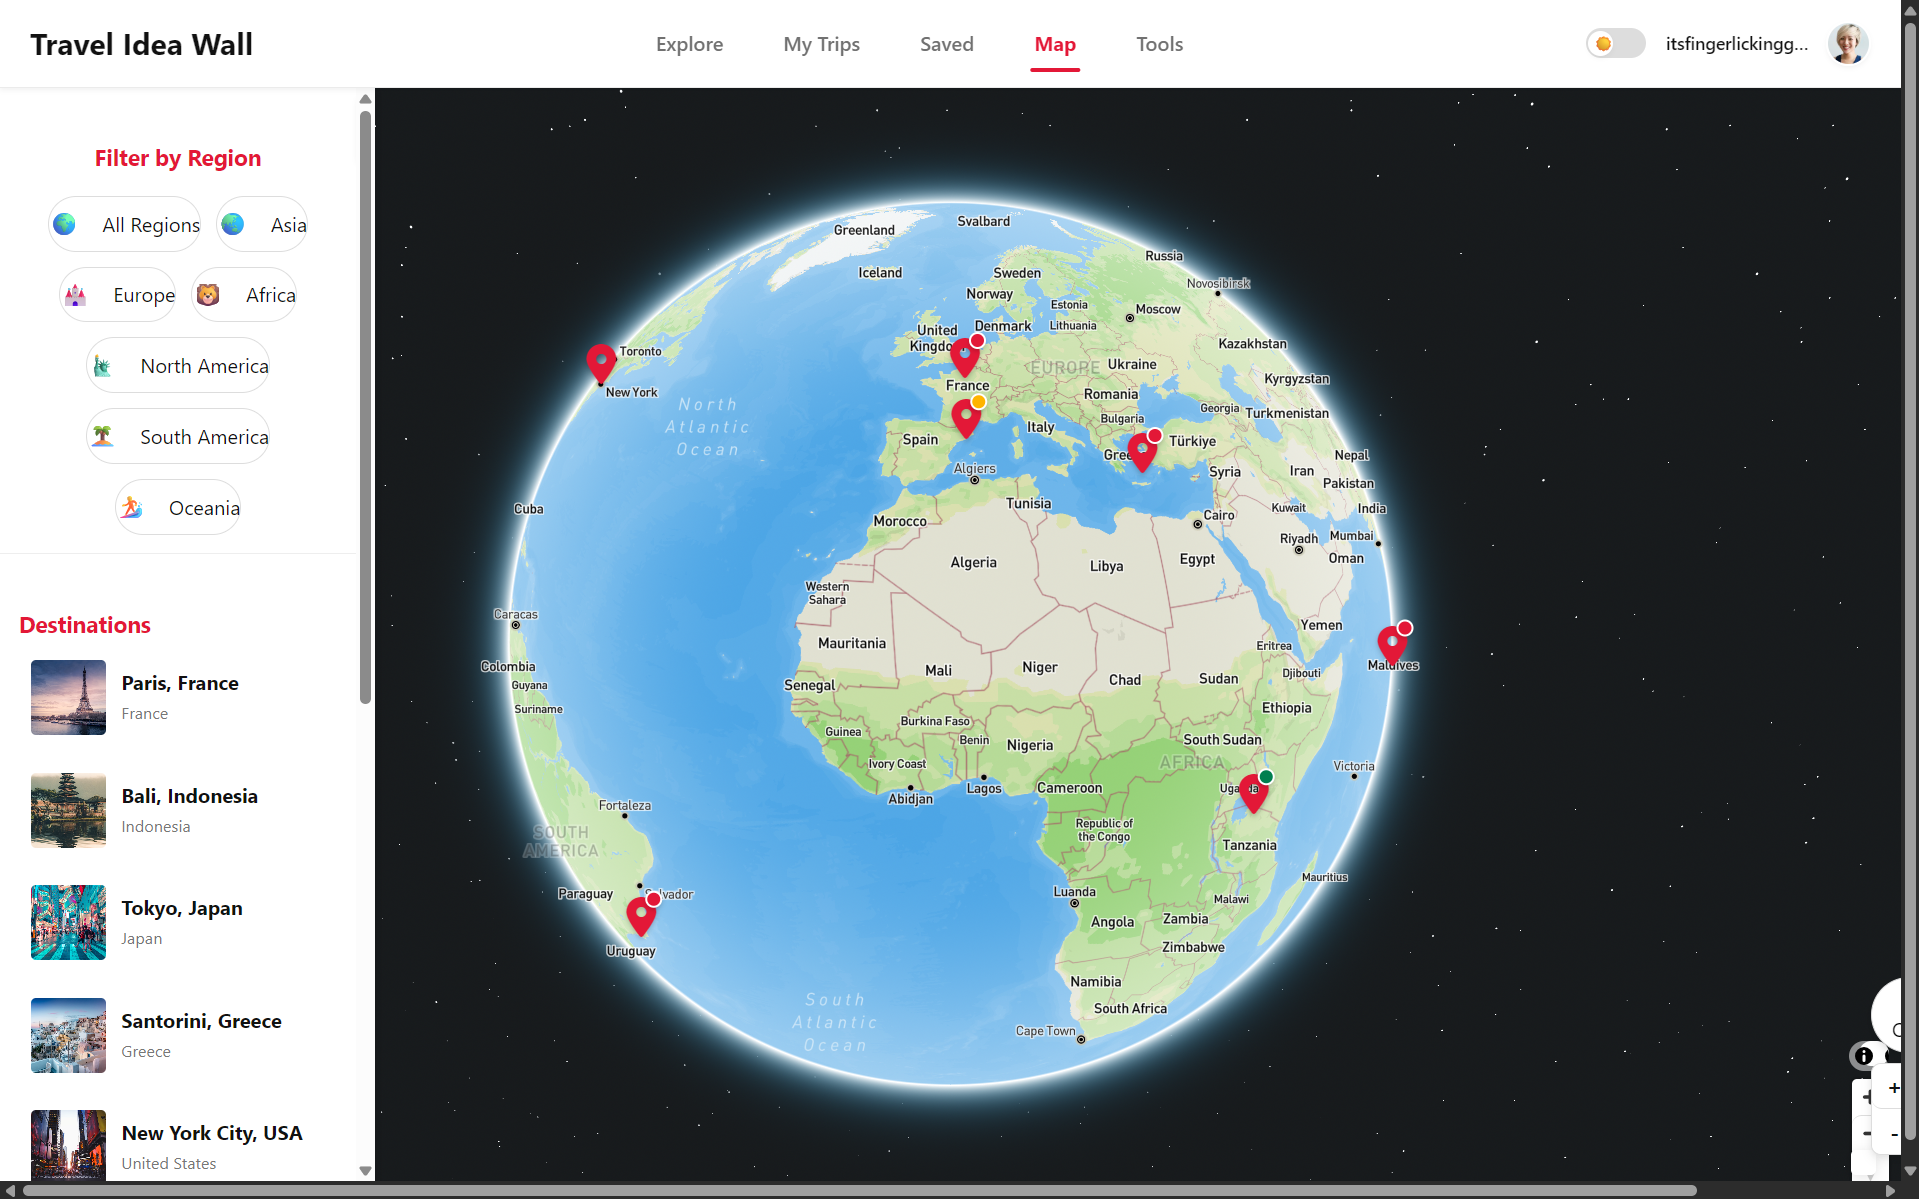 Travel Idea Wall
Explore
My Trips
Saved
Map
Tools
itsfingerlickingg...
Filter by Region
All Regions
Asia
Europe
Africa
North America
South America
Oceania
Destinations
Paris, France
France
Bali, Indonesia
Indonesia
Tokyo, Japan
Japan
Santorini, Greece
Greece
New York City, USA
United States
Svalbard
Greenland
Russia
Iceland
Sweden
Novosibirsk
Norway
Estonia
Moscow
Denmark
Lithuania
United
Kingdo
Kazakhstan
Toronto
EUROPE
Ukraine
Kyrgyzstan
France
New York
Romania
North
Atlantic
Ocean
Georgia
Turkmenistan
Bulgaria
Italy
Spain
Türkiye
Gree
Nepal
Algiers
Syria
Iran
Pakistan
Tunisia
Cuba
Kuwait
India
Cairo
Morocco
Riyadh
Mumbai
Algeria
Libya
Egypt
Oman
Western
Sahara
Caracas
Yemen
Mauritania
Eritrea
Colombia
Mali
Niger
Maldives
Djibouti
Guyana
Senegal
Chad
Sudan
Suriname
Ethiopia
Burkina Faso
Guinea
Benin
Nigeria
South Sudan
Ivory Coast
AFRICA
Victoria
Lagos
Cameroon
Uganda
Abidjan
Fortaleza
Republic of
the Congo
SOUTH
AMERICA
Tanzania
Mauritius
Paraguay
Salvador
Luanda
Malawi
Angola
Zambia
Uruguay
Zimbabwe
Namibia
South
Atlantic
Ocean
South Africa
Cape Town
C
i
+
+
-
-